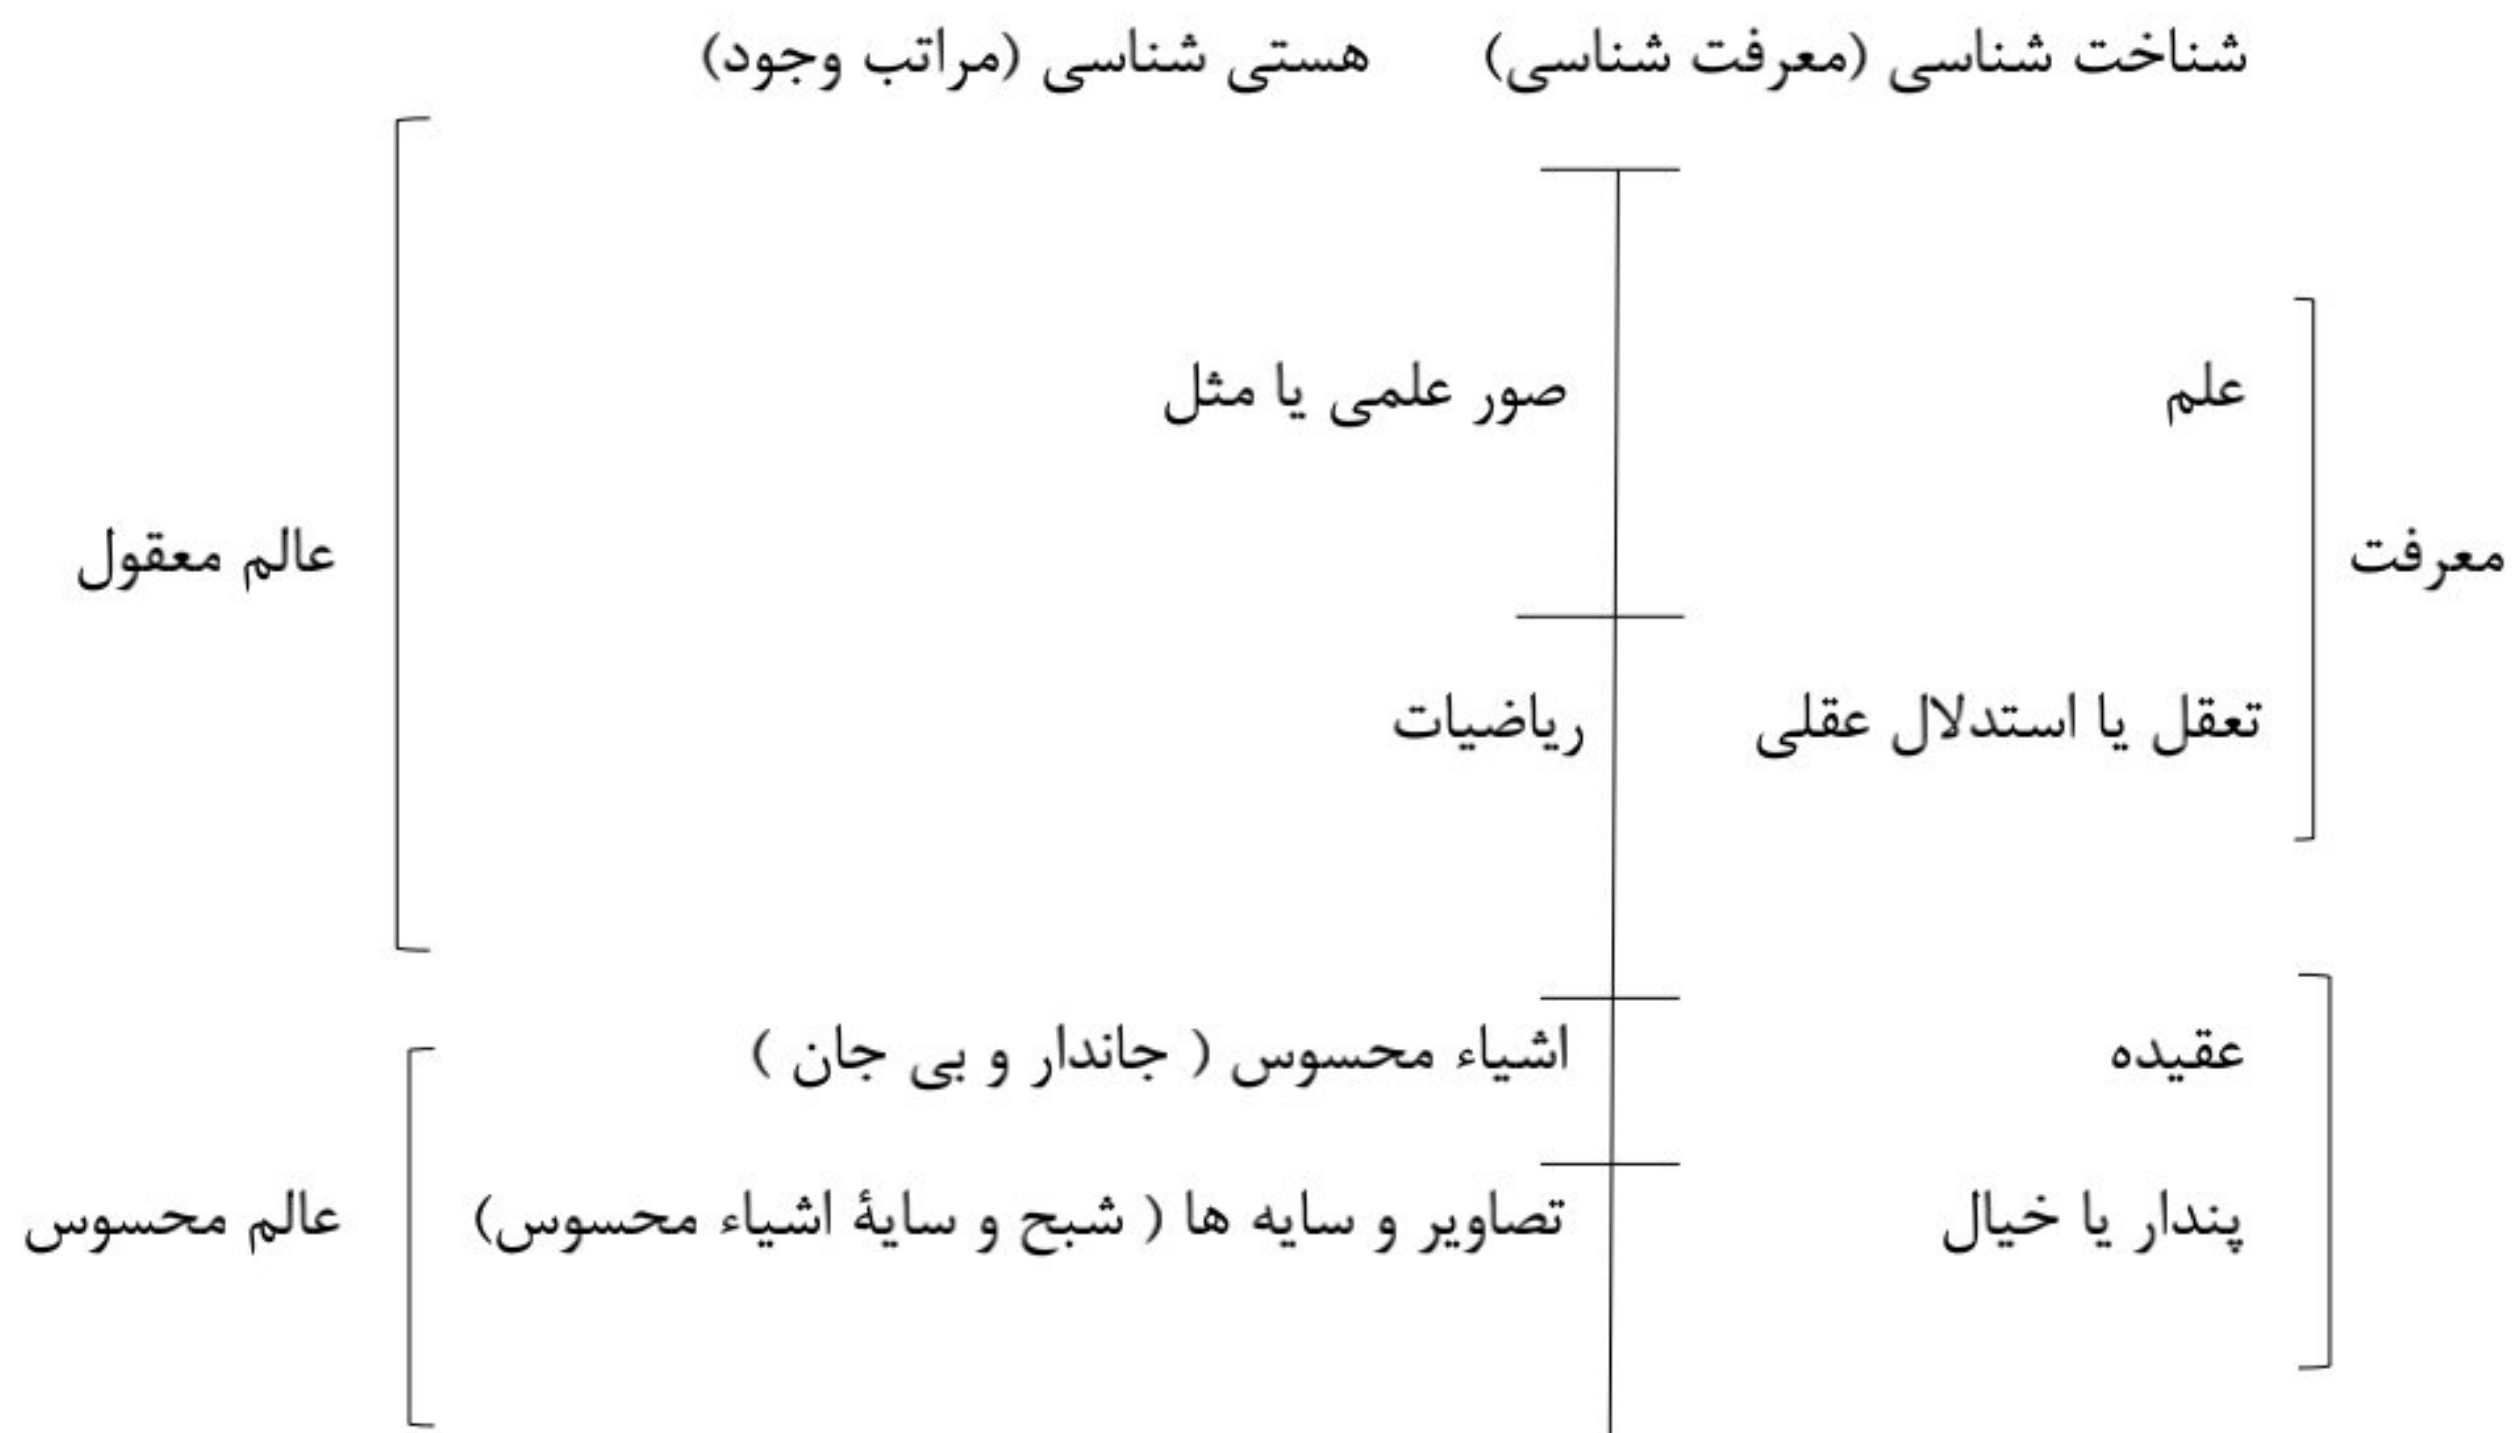 شناخت شناسی (معرفت شناسی) هستی شناسی (مراتب وجود)
علم صور علمی یا مثل
معرفت عالم معقول
تعقل یا استدلال عقلی ریاضیات
عقیده اشیاء محسوس ( جاندار و بی جان )
پندار یا خیال تصاویر و سایه ها ( شبح و سایۀ اشیاء محسوس) عالم محسوس